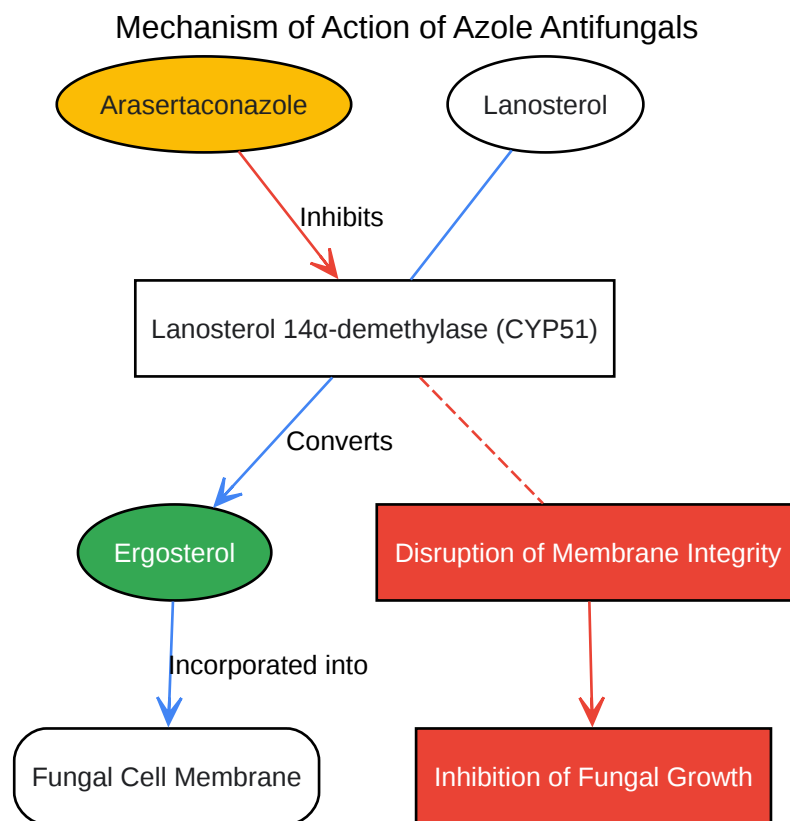 Mechanism of Action of Azole Antifungals
Arasertaconazole
Lanosterol
Inhibits
Lanosterol 14α-demethylase (CYP51)
Converts
Ergosterol
Disruption of Membrane Integrity
Incorporated into
Fungal Cell Membrane
Inhibition of Fungal Growth